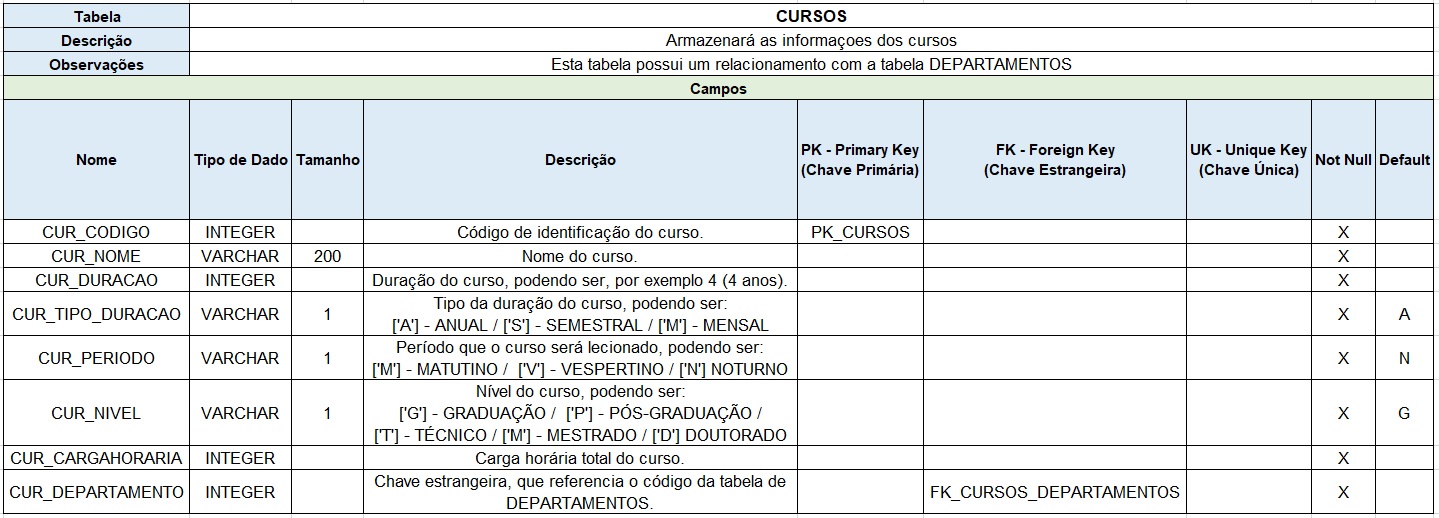 Tabela CURSOS
Descrição Armazenará as informaçoes dos cursos
Observações Esta tabela possui um relacionamento com a tabela DEPARTAMENTOS
Campos
Nome Tipo de Dado Tamanho Descrição PK - Primary Key (Chave Primária) FK - Foreign Key (Chave Estrangeira) UK - Unique Key (Chave Única) Not Null Default
CUR_CODIGO INTEGER Código de identificação do curso. PK_CURSOS X
CUR_NOME VARCHAR 200 Nome do curso. X
CUR_DURACAO INTEGER Duração do curso, podendo ser, por exemplo 4 (4 anos). X
CUR_TIPO_DURACAO VARCHAR 1 Tipo da duração do curso, podendo ser:
['A'] - ANUAL / ['S'] - SEMESTRAL / ['M'] - MENSAL X A
CUR_PERIODO VARCHAR 1 Período que o curso será lecionado, podendo ser:
['M'] - MATUTINO / ['V'] - VESPERTINO / ['N'] NOTURNO X N
CUR_NIVEL VARCHAR 1 Nível do curso, podendo ser:
['G'] - GRADUAÇÃO / ['P'] - PÓS-GRADUAÇÃO /
['T'] - TÉCNICO / ['M'] - MESTRADO / ['D'] DOUTORADO X G
CUR_CARGAHORARIA INTEGER Carga horária total do curso. X
CUR_DEPARTAMENTO INTEGER Chave estrangeira, que referencia o código da tabela de
DEPARTAMENTOS. FK_CURSOS_DEPARTAMENTOS X